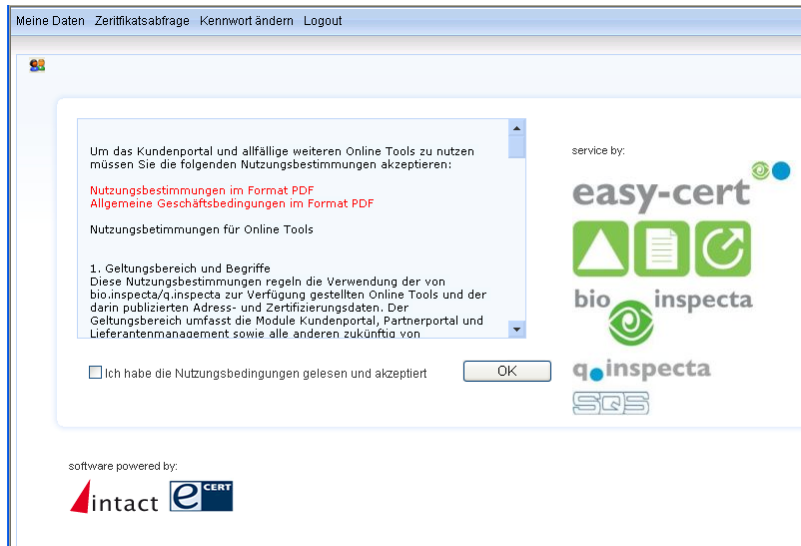 Meine Daten Zeritfikatsabfrage Kennwort ändern Logout
Um das Kundenportal und allfällige weiteren Online Tools zu nutzen
müssen Sie die folgenden Nutzungsbestimmungen akzeptieren:
Nutzungsbestimmungen im Format PDF
Allgemeine Geschäftsbedingungen im Format PDF
Nutzungsbetimmungen für Online Tools
1. Geltungsbereich und Begriffe
Diese Nutzungsbestimmungen regeln die Verwendung der von
bio.inspecta/q.inspecta zur Verfügung gestellten Online Tools und der
darin publizierten Adress- und Zertifizierungsdaten. Der
Geltungsbereich umfasst die Module Kundenportal, Partnerportal und
Lieferantenmanagement sowie alle anderen zukünftig von
Ich habe die Nutzungsbedingungen gelesen und akzeptiert
OK
service by:
easy-cert
bio inspecta
q.inspecta
SQS
software powered by:
intact
e CERT